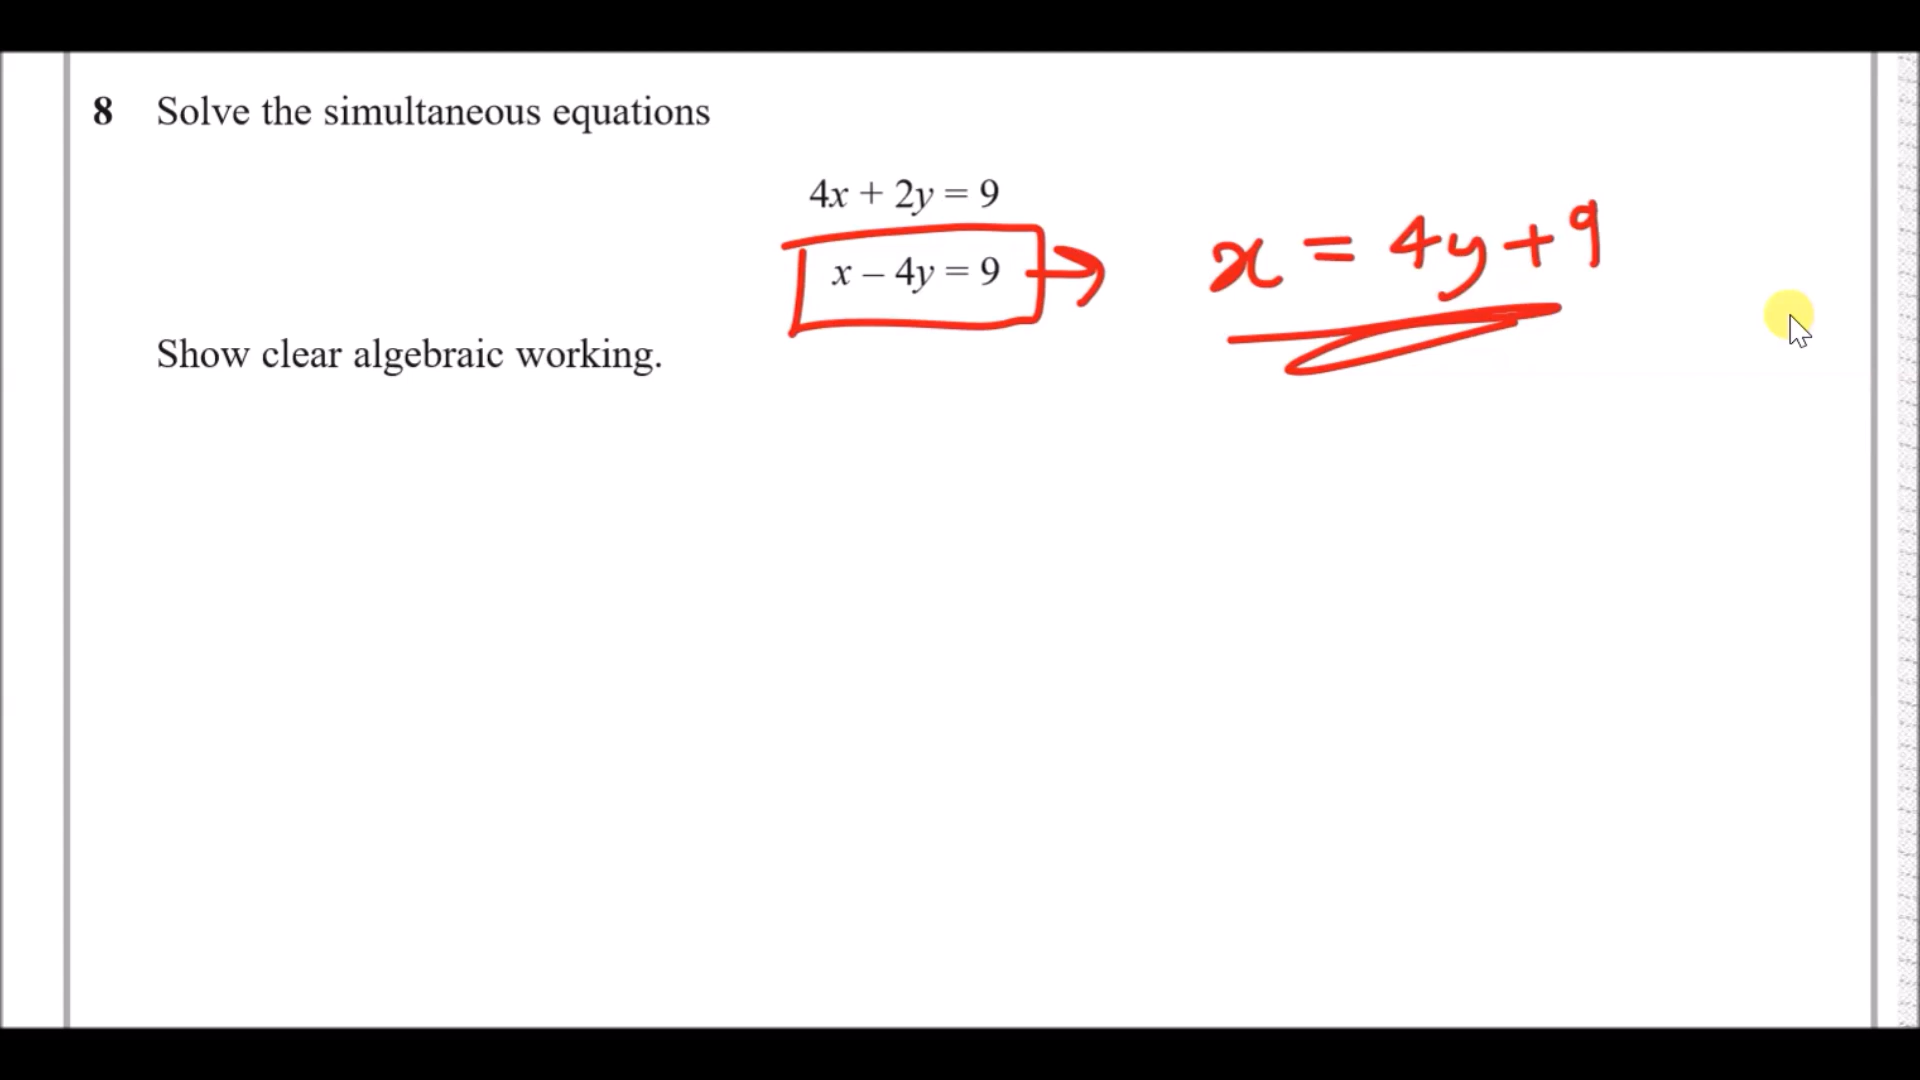 8 Solve the simultaneous equations
4x + 2y = 9
x – 4y = 9
x = 4y + 9
Show clear algebraic working.